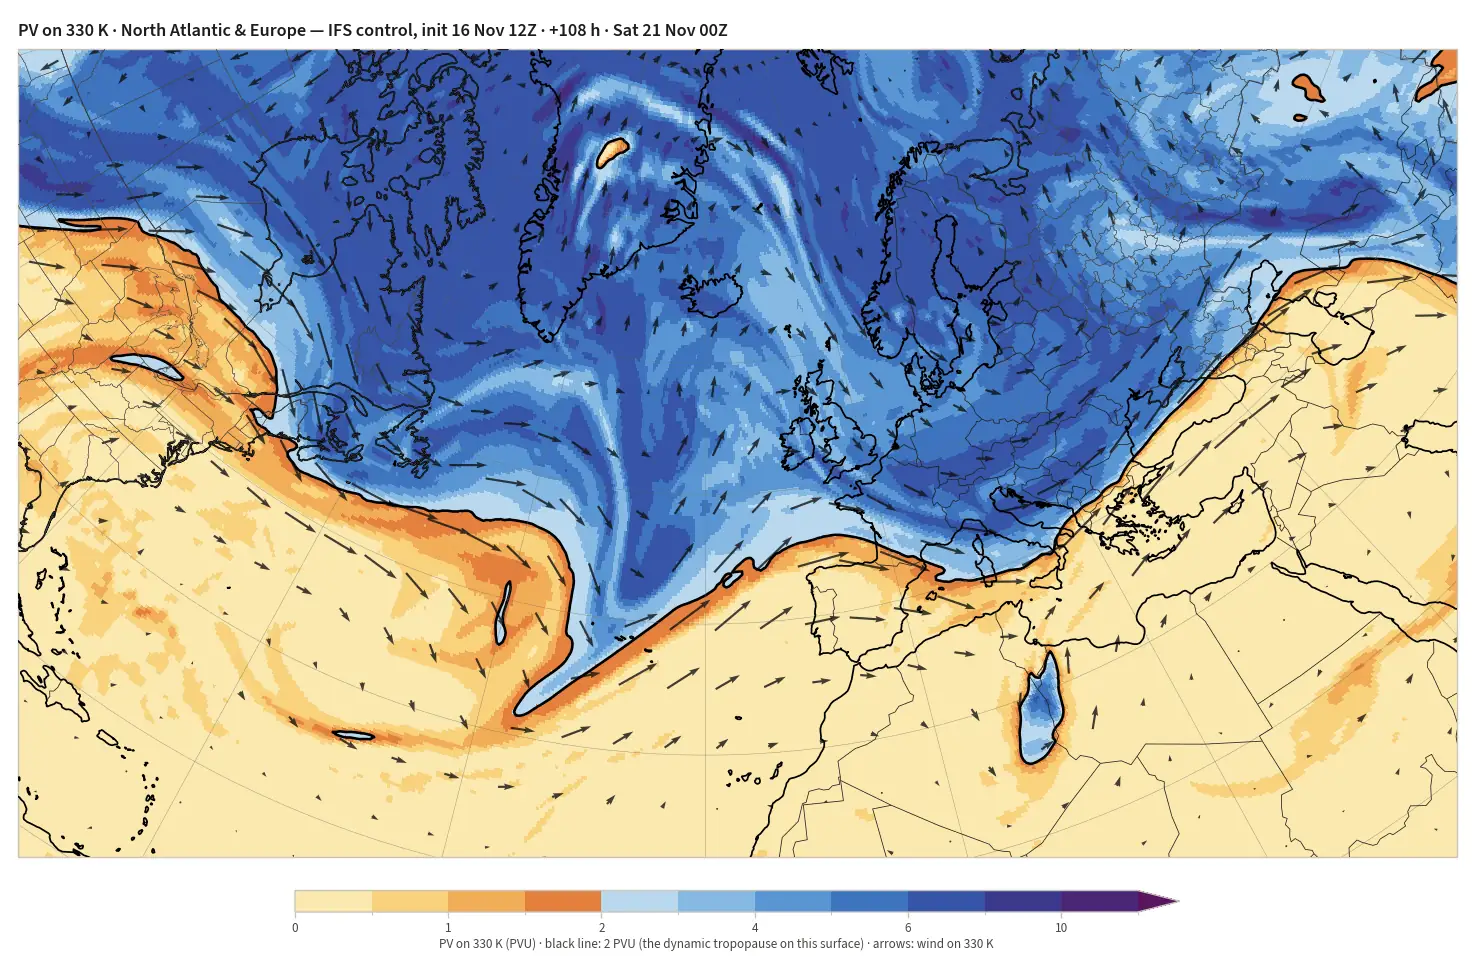 PV on 330 K · North Atlantic & Europe — IFS control, init 16 Nov 12Z · +108 h · Sat 21 Nov 00Z
0 1 2 4 6 10
PV on 330 K (PVU) · black line: 2 PVU (the dynamic tropopause on this surface) · arrows: wind on 330 K